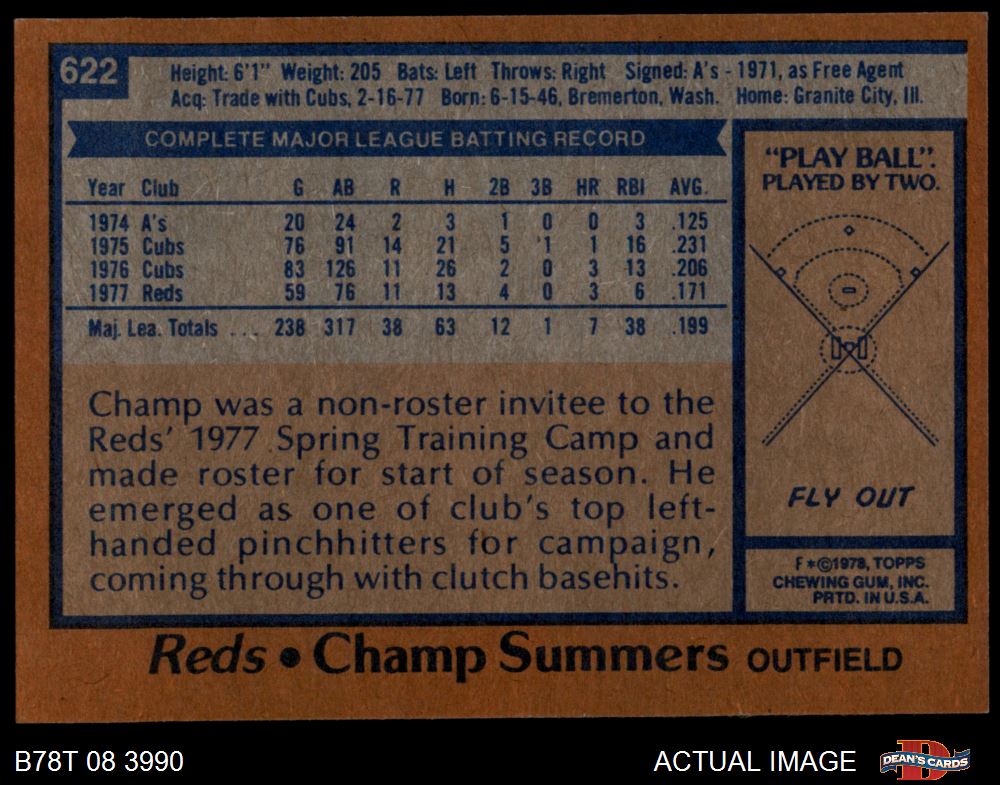 622
Height: 6'1" Weight: 205 Bats: Left Throws: Right Signed: A's - 1971, as Free Agent
Acq: Trade with Cubs, 2-16-77 Born: 6-15-46, Bremerton, Wash. Home: Granite City, Ill.
COMPLETE MAJOR LEAGUE BATTING RECORD
Year Club G AB R H 2B 3B HR RBI AVG.
1974 A's 20 24 2 3 1 0 0 3 .125
1975 Cubs 76 91 14 21 5 1 1 16 .231
1976 Cubs 83 126 11 26 2 0 3 13 .206
1977 Reds 59 76 11 13 4 0 3 6 .171
Maj. Lea. Totals . . . 238 317 38 63 12 1 7 38 .199
Champ was a non-roster invitee to the
Reds' 1977 Spring Training Camp and
made roster for start of season. He
emerged as one of club's top left-
handed pinchhitters for campaign,
coming through with clutch basehits.
"PLAY BALL".
PLAYED BY TWO.
FLY OUT
F*©1978, TOPPS
CHEWING GUM, INC.
PRTD. IN U.S.A.
Reds • Champ Summers OUTFIELD
B78T 08 3990
ACTUAL IMAGE
D
DEAN'S CARDS